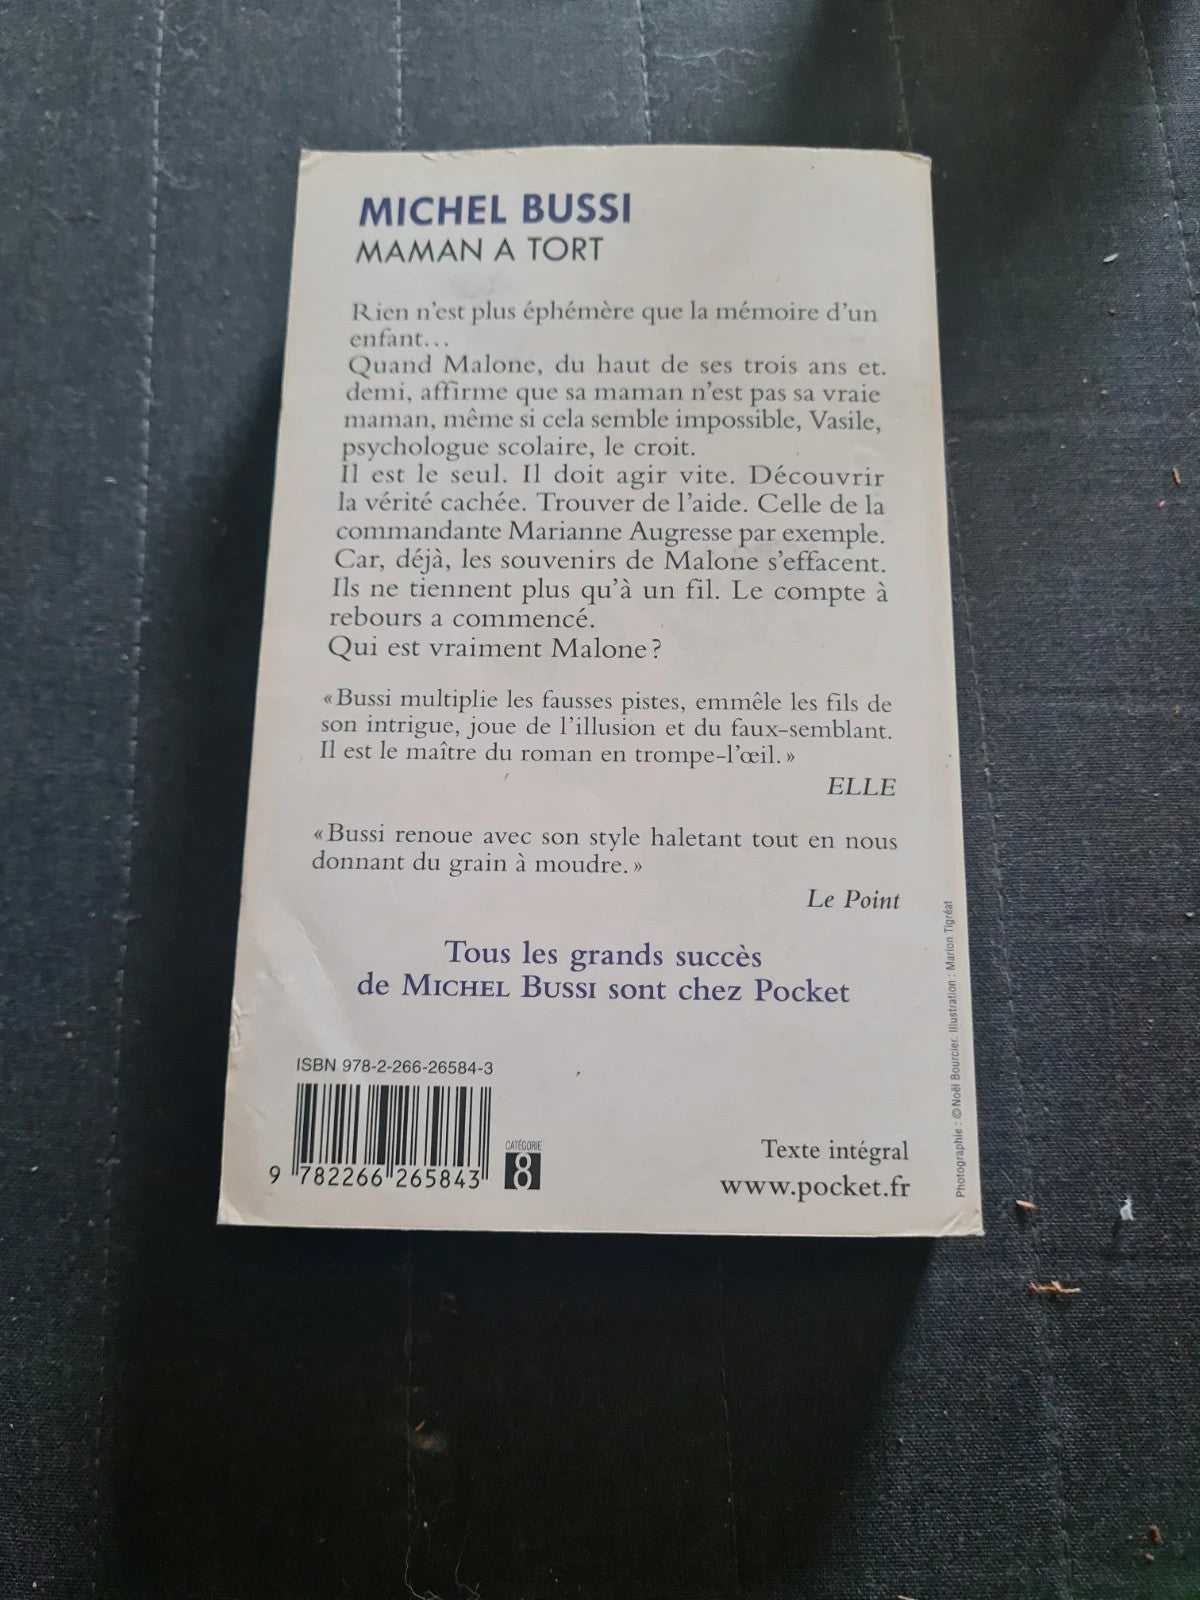 MICHEL BUSSI
MAMAN A TORT
Rien n'est plus éphémère que la mémoire d'un
enfant…
Quand Malone, du haut de ses trois ans et
demi, affirme que sa maman n'est pas sa vraie
maman, même si cela semble impossible, Vasile,
psychologue scolaire, le croit.
Il est le seul. Il doit agir vite. Découvrir
la vérité cachée. Trouver de l'aide. Celle de la
commandante Marianne Augresse par exemple.
Car, déjà, les souvenirs de Malone s'effacent.
Ils ne tiennent plus qu'à un fil. Le compte à
rebours a commencé.
Qui est vraiment Malone ?
« Bussi multiplie les fausses pistes, emmêle les fils de
son intrigue, joue de l'illusion et du faux-semblant.
Il est le maître du roman en trompe-l'œil. »
ELLE
« Bussi renoue avec son style haletant tout en nous
donnant du grain à moudre. »
Le Point
Tous les grands succès
de MICHEL BUSSI sont chez Pocket
ISBN 978-2-266-26584-3
9 782266 265843
CATÉGORIE
8
Texte intégral
www.pocket.fr
Photographie : © Noël Bourcier. Illustration : Marion Tigréat